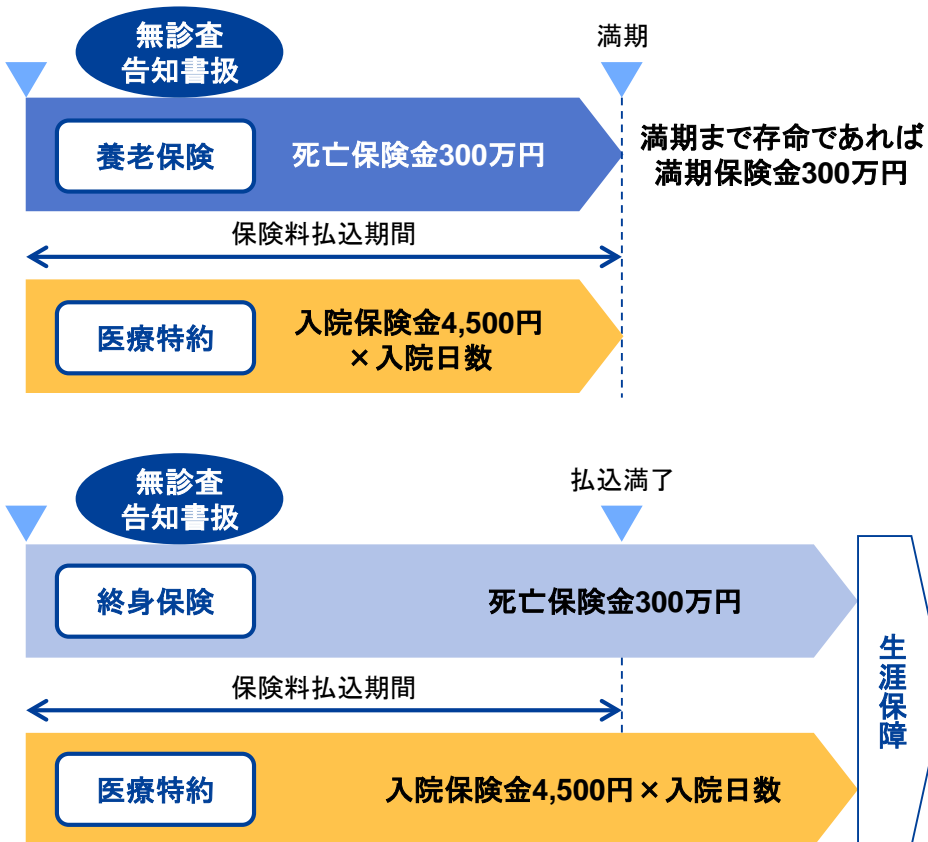 無診査
告知書扱
満期
養老保険
死亡保険金300万円
満期まで存命であれば
満期保険金300万円
保険料払込期間
医療特約
入院保険金4,500円
×入院日数
無診査
告知書扱
払込満了
終身保険
死亡保険金300万円
保険料払込期間
生涯保障
医療特約
入院保険金4,500円×入院日数